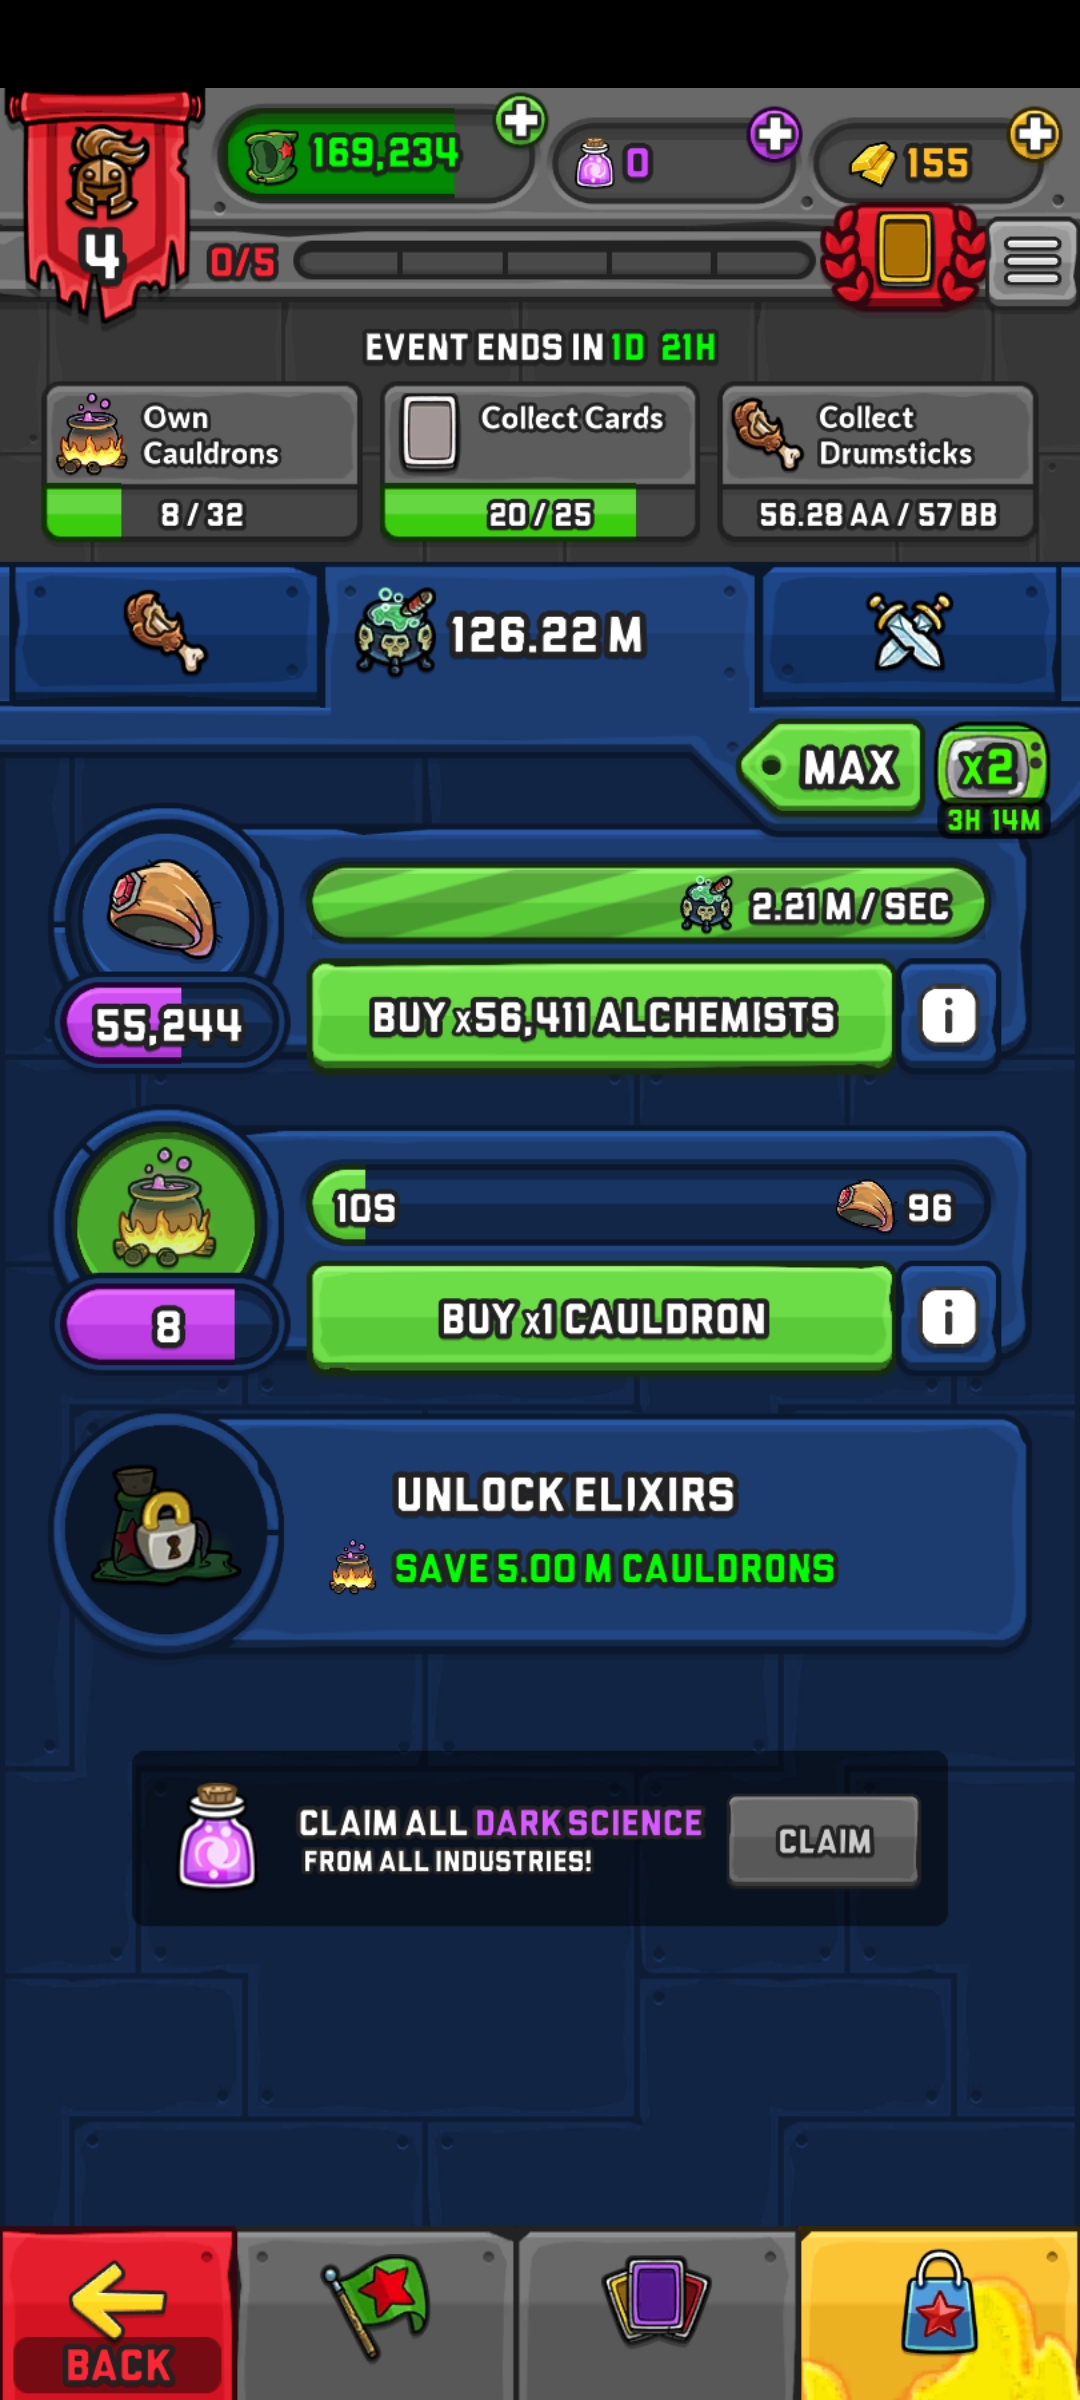 169,234
0
155
4
0/5
EVENT ENDS IN 1D 21H
Own
Cauldrons
8 / 32
Collect Cards
20 / 25
Collect
Drumsticks
56.28 AA / 57 BB
126.22 M
MAX
x2
3H 14M
2.21 M / SEC
55,244
BUY x56,411 ALCHEMISTS
i
10S
96
8
BUY x1 CAULDRON
i
UNLOCK ELIXIRS
SAVE 5.00 M CAULDRONS
CLAIM ALL DARK SCIENCE
FROM ALL INDUSTRIES!
CLAIM
BACK